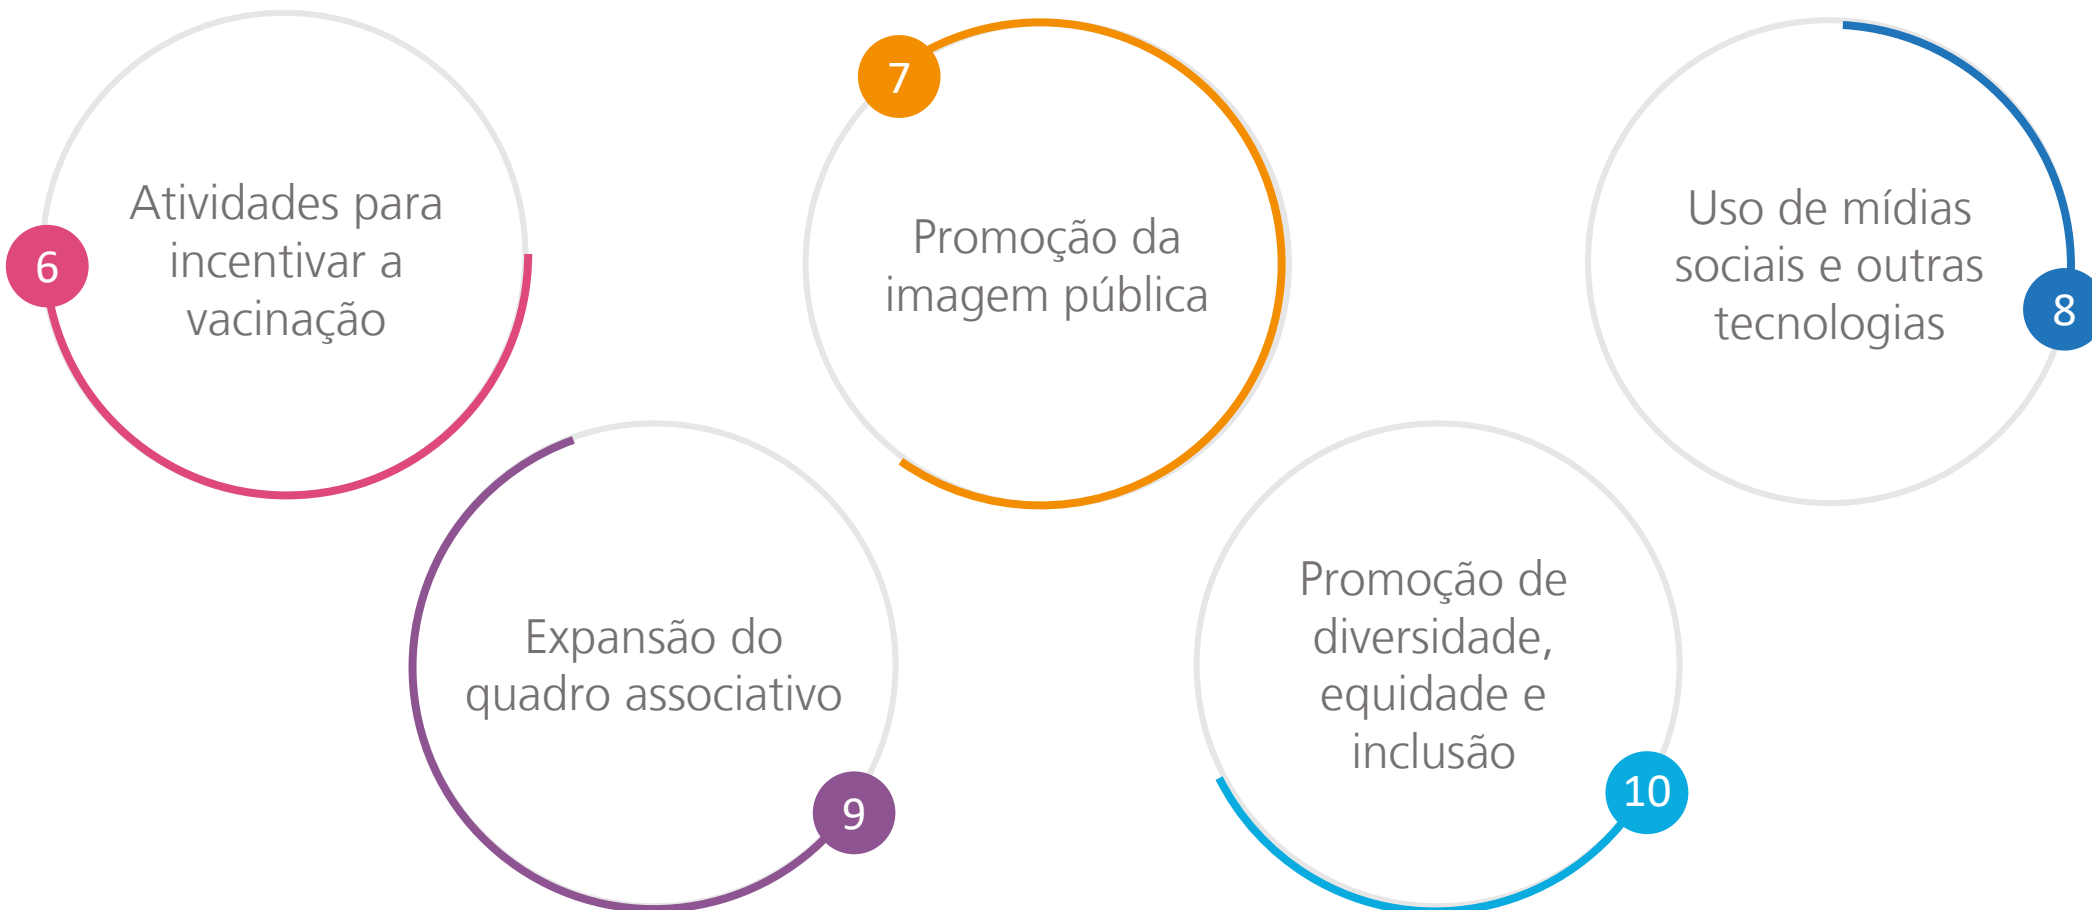 6
Atividades para
incentivar a
vacinação
7
Promoção da
imagem pública
8
Uso de mídias
sociais e outras
tecnologias
9
Expansão do
quadro associativo
10
Promoção de
diversidade,
equidade e
inclusão